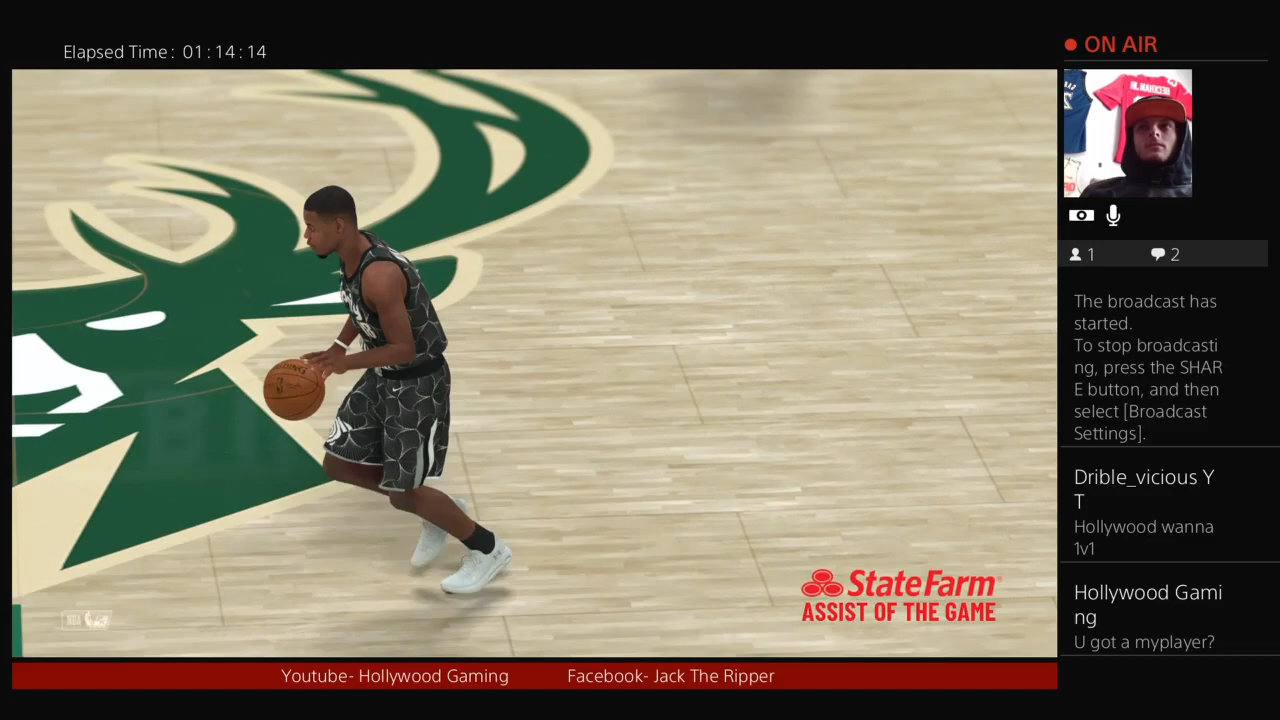 Elapsed Time: 01:14:14
ON AIR
1
2
The broadcast has
started.
To stop broadcasti
ng, press the SHAR
E button, and then
select [Broadcast
Settings].
Drible_vicious Y
T
Hollywood wanna
1v1
Hollywood Gami
ng
U got a myplayer?
StateFarm
ASSIST OF THE GAME
NBA
Youtube- Hollywood Gaming Facebook- Jack The Ripper